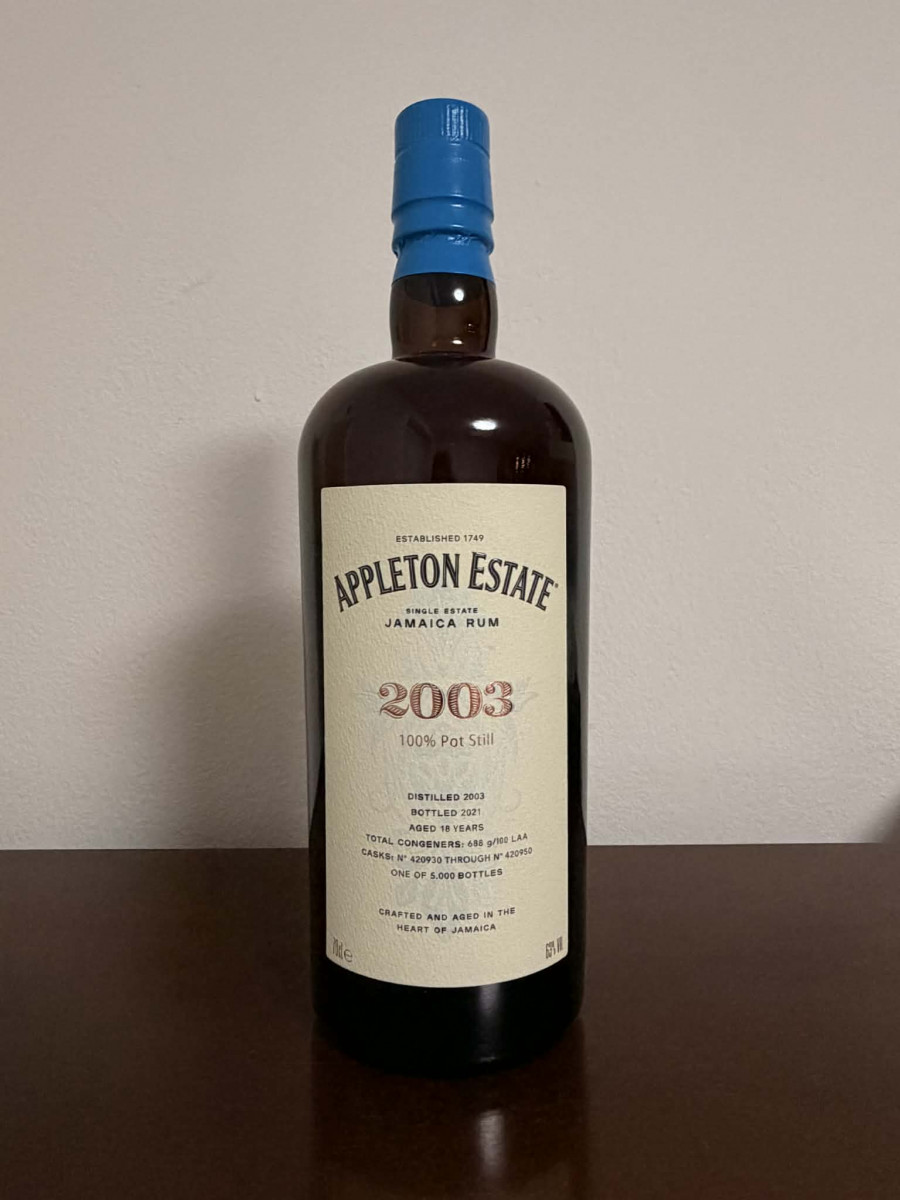 ESTABLISHED 1749
APPLETON ESTATE®
SINGLE ESTATE
JAMAICA RUM
2003
100% Pot Still
DISTILLED 2003
BOTTLED 2021
AGED 18 YEARS
TOTAL CONGENERS: 688 g/100 LAA
CASKS: N° 420930 THROUGH N° 420950
ONE OF 5.000 BOTTLES
CRAFTED AND AGED IN THE
HEART OF JAMAICA
70cl ℮ 63% Vol